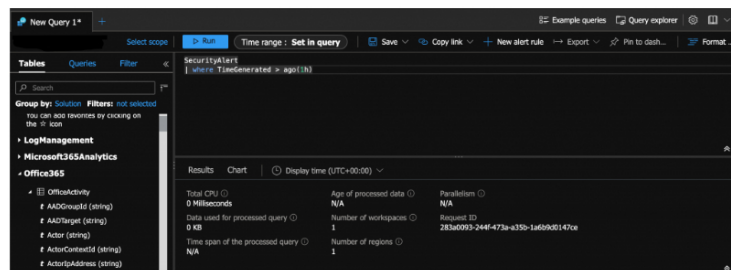 New Query 1*
+
Example queries
Query explorer
Select scope
Run
Time range : Set in query
Save
Copy link
New alert rule
Export
Pin to dash...
Format ...
Tables
Queries
Filter
«
SecurityAlert
| where TimeGenerated > ago(1h)
Search
Group by: Solution Filters: not selected
You can add favorites by clicking on
the ☆ icon
LogManagement
Microsoft365Analytics
Office365
OfficeActivity
t AADGroupId (string)
t AADTarget (string)
t Actor (string)
t ActorContextId (string)
t ActorIpAddress (string)
Results
Chart
Display time (UTC+00:00)
Total CPU
0 Milliseconds
Age of processed data
N/A
Parallelism
N/A
Data used for processed query
0 KB
Number of workspaces
1
Request ID
283a0093-244f-473a-a35b-1a6b9d0147ce
Time span of the processed query
N/A
Number of regions
1